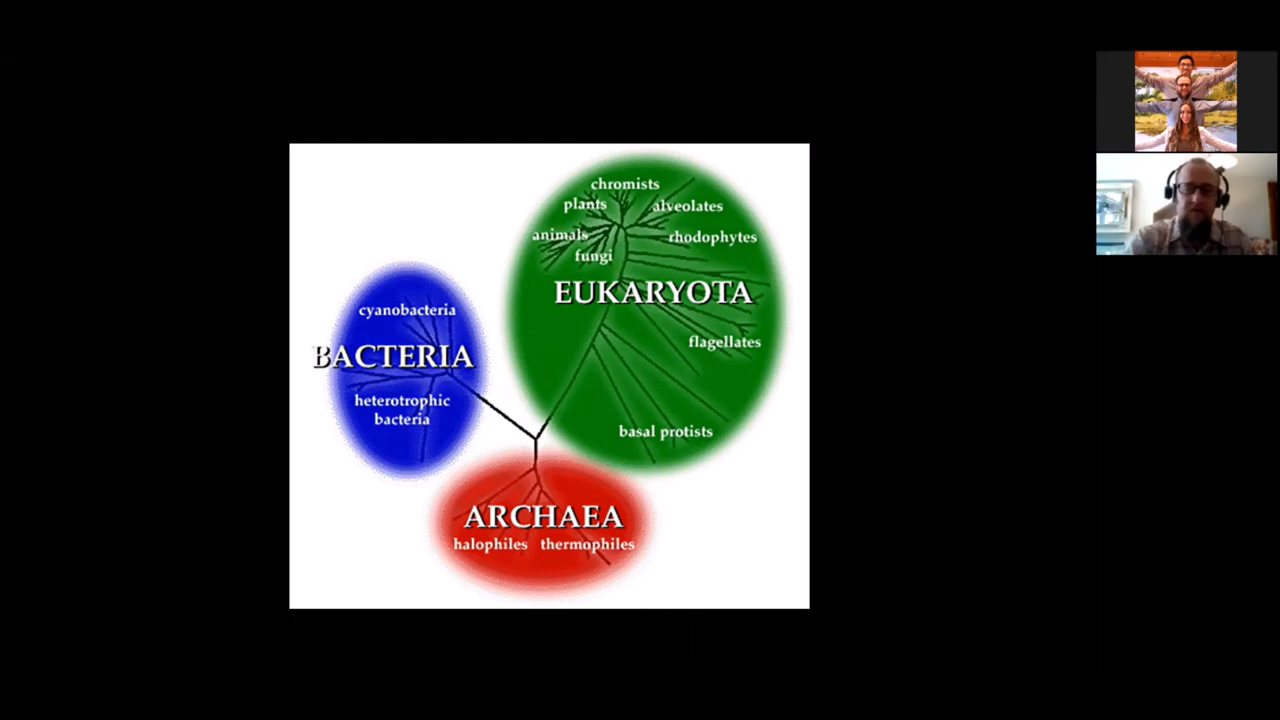 chromists
plants
alveolates
animals
rhodophytes
fungi
EUKARYOTA
flagellates
basal protists
cyanobacteria
BACTERIA
heterotrophic
bacteria
ARCHAEA
halophiles thermophiles